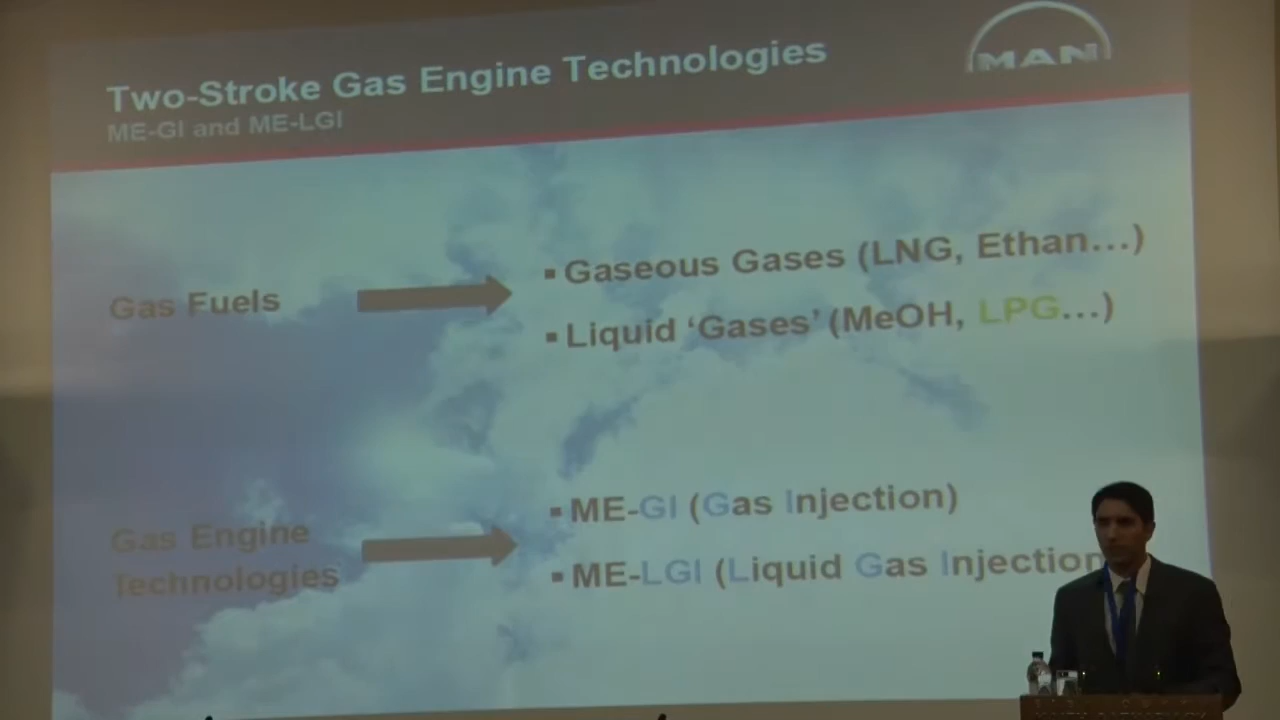 Two-Stroke Gas Engine Technologies
ME-GI and ME-LGI
MAN
Gas Fuels
▪ Gaseous Gases (LNG, Ethan...)
▪ Liquid ‘Gases’ (MeOH, LPG...)
Gas Engine
Technologies
▪ ME-GI (Gas Injection)
▪ ME-LGI (Liquid Gas Injection